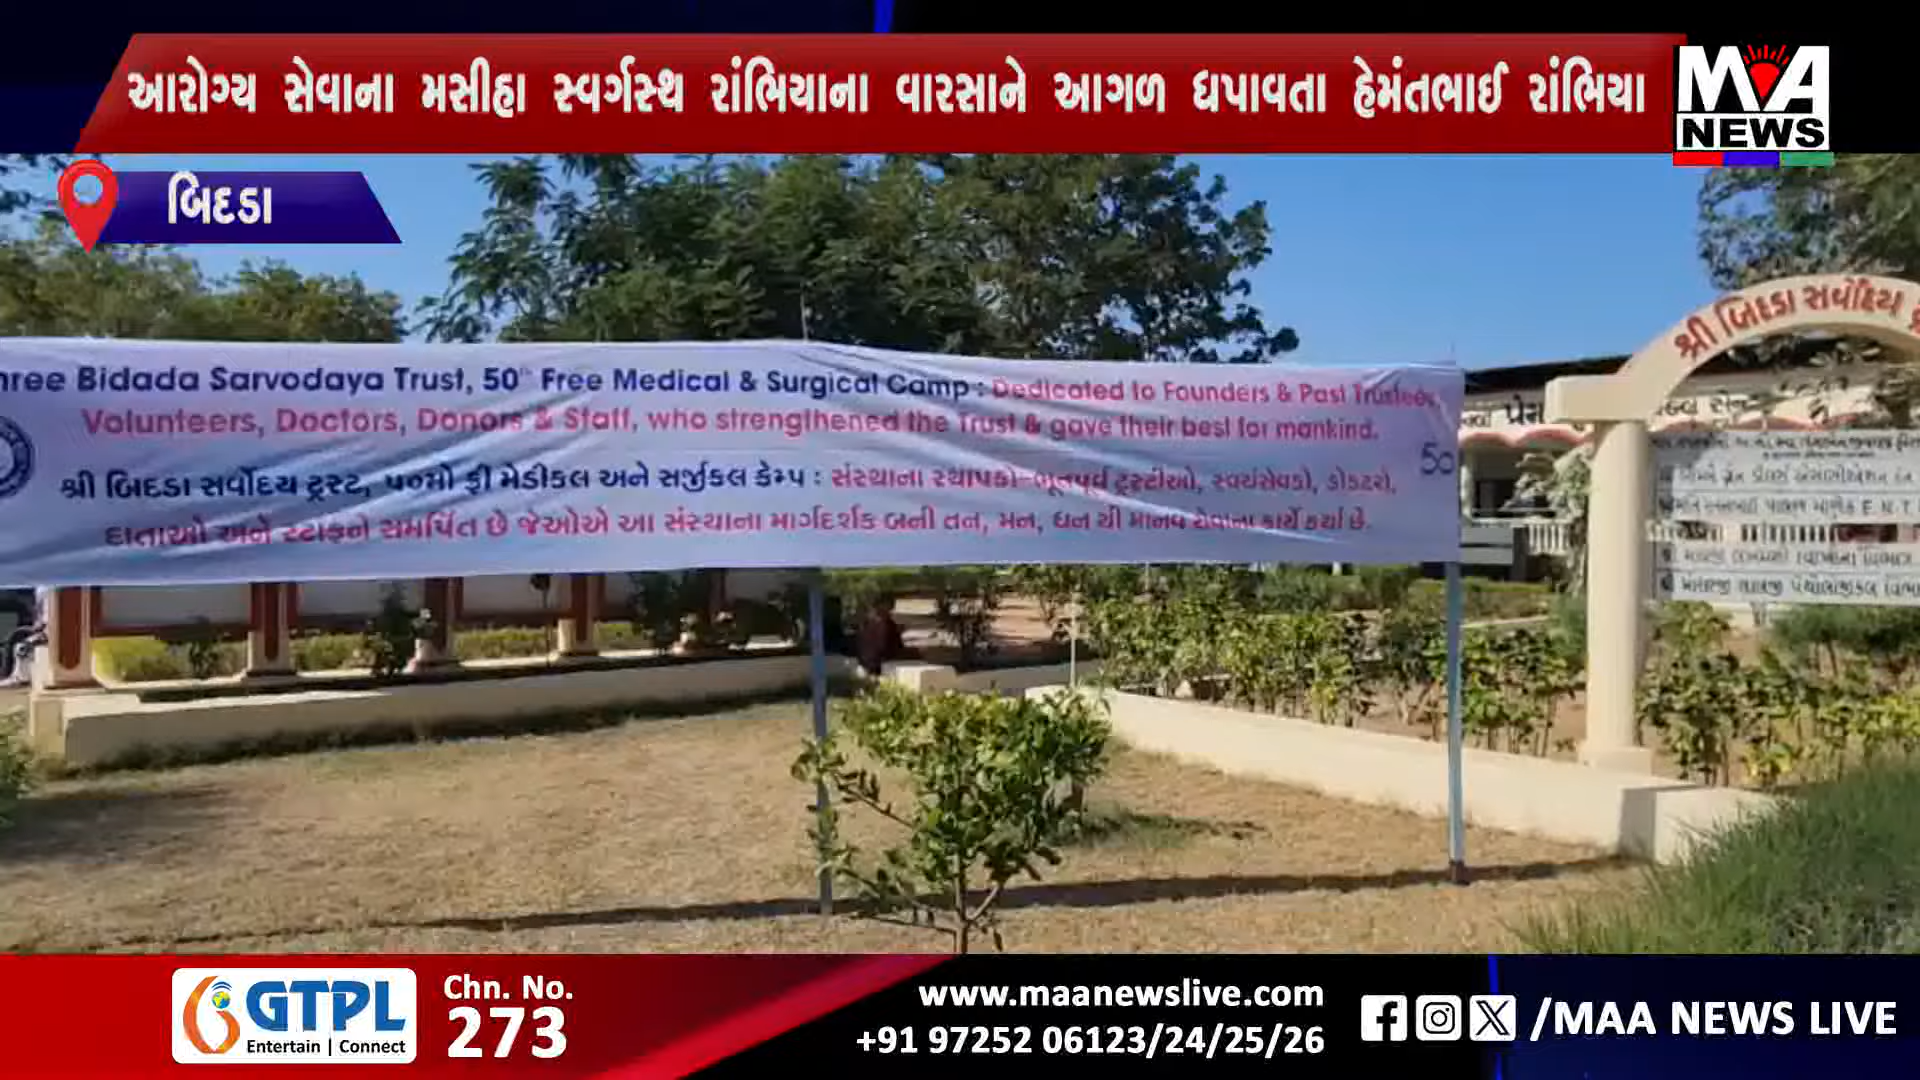 આરોગ્ય સેવાના મસીહા સ્વર્ગસ્થ રાંભિયાના વારસાને આગળ ધપાવતા હેમંતભાઈ રાંભિયા
MAA
NEWS
બિદડા
શ્રી બિદડા સર્વોદય
hree Bidada Sarvodaya Trust, 50th Free Medical & Surgical Camp : Dedicated to Founders & Past Trustees,
Volunteers, Doctors, Donors & Staff, who strengthened the Trust & gave their best for mankind.
50
શ્રી બિદડા સર્વોદય ટ્રસ્ટ, ૫૦મો ફ્રી મેડીકલ અને સર્જીકલ કેમ્પ : સંસ્થાના સ્થાપકો-ભૂતપૂર્વ ટ્રસ્ટીઓ, સ્વયંસેવકો, ડોકટરો,
દાતાઓ અને સ્ટાફને સમર્પિત છે જેઓએ આ સંસ્થાના માર્ગદર્શક બની તન, મન, ધન થી માનવ સેવાના કાર્ય કર્યા છે.
E.N.T.
GTPL
Entertain | Connect
Chn. No.
273
www.maanewslive.com
+91 97252 06123/24/25/26
/MAA NEWS LIVE